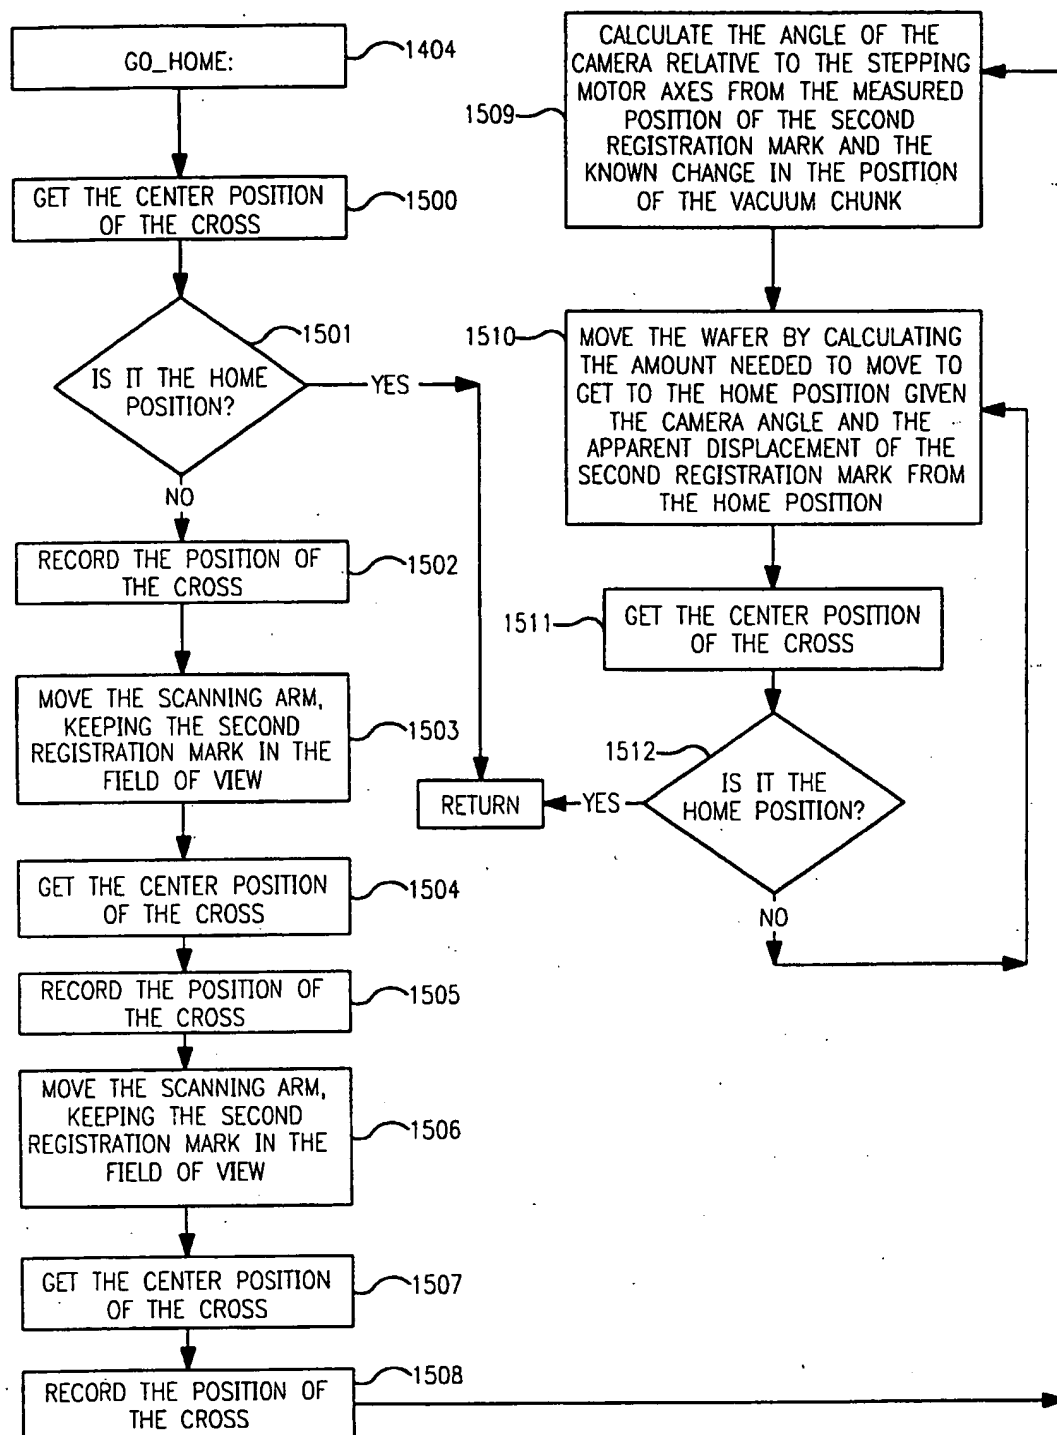 GO_HOME:
1404
GET THE CENTER POSITION
OF THE CROSS
1500
1501
IS IT THE HOME
POSITION?
YES
NO
RECORD THE POSITION OF
THE CROSS
1502
MOVE THE SCANNING ARM,
KEEPING THE SECOND
REGISTRATION MARK IN THE
FIELD OF VIEW
1503
GET THE CENTER POSITION
OF THE CROSS
1504
RECORD THE POSITION OF
THE CROSS
1505
MOVE THE SCANNING ARM,
KEEPING THE SECOND
REGISTRATION MARK IN THE
FIELD OF VIEW
1506
GET THE CENTER POSITION
OF THE CROSS
1507
RECORD THE POSITION OF
THE CROSS
1508
CALCULATE THE ANGLE OF THE
CAMERA RELATIVE TO THE STEPPING
MOTOR AXES FROM THE MEASURED
POSITION OF THE SECOND
REGISTRATION MARK AND THE
KNOWN CHANGE IN THE POSITION
OF THE VACUUM CHUNK
1509
1510
MOVE THE WAFER BY CALCULATING
THE AMOUNT NEEDED TO MOVE TO
GET TO THE HOME POSITION GIVEN
THE CAMERA ANGLE AND THE
APPARENT DISPLACEMENT OF THE
SECOND REGISTRATION MARK FROM
THE HOME POSITION
1511
GET THE CENTER POSITION
OF THE CROSS
1512
IS IT THE
HOME POSITION?
YES
RETURN
NO